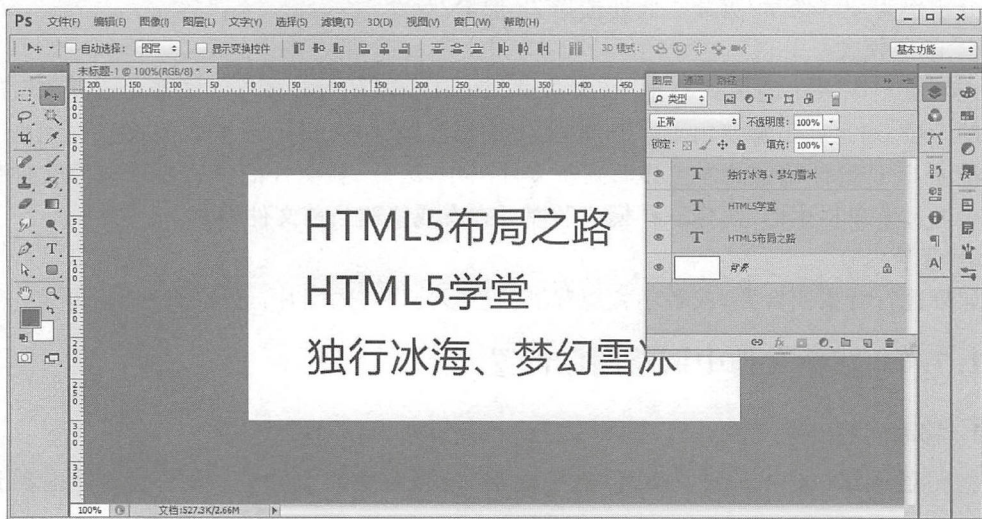 Ps 文件(F) 编辑(E) 图像(I) 图层(L) 文字(Y) 选择(S) 滤镜(T) 3D(D) 视图(V) 窗口(W) 帮助(H)
自动选择: 图层 显示变换控件 3D 模式: 基本功能
未标题-1 @ 100%(RGB/8) * ×
200 150 100 50 0 50 100 150 200 250 300 350 400 450
图层 通道 路径
类型
正常 不透明度: 100%
锁定: 填充: 100%
T 独行冰海、梦幻雪冰
T HTML5学堂
T HTML5布局之路
背景
HTML5布局之路
HTML5学堂
独行冰海、梦幻雪冰
100% 文档:527.3K/2.66M